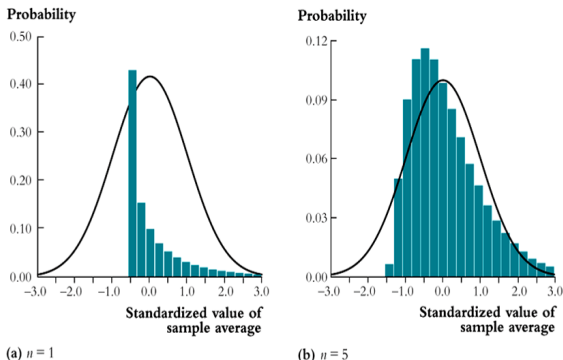 Probability
0.50
0.40
0.30
0.20
0.10
0.00
-3.0 -2.0 -1.0 0.0 1.0 2.0 3.0
Standardized value of
sample average
(a) n = 1
Probability
0.12
0.09
0.06
0.03
0.00
-3.0 -2.0 -1.0 0.0 1.0 2.0 3.0
Standardized value of
sample average
(b) n = 5